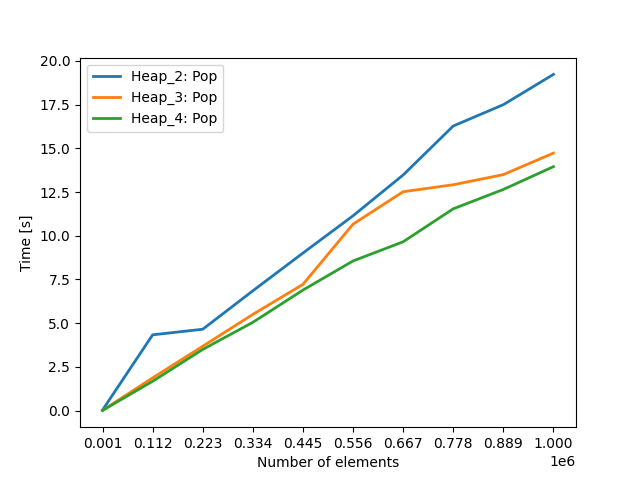 20.0
17.5
15.0
12.5
10.0
7.5
5.0
2.5
0.0
Time [s]
Heap_2: Pop
Heap_3: Pop
Heap_4: Pop
0.001 0.112 0.223 0.334 0.445 0.556 0.667 0.778 0.889 1.000
Number of elements
1e6